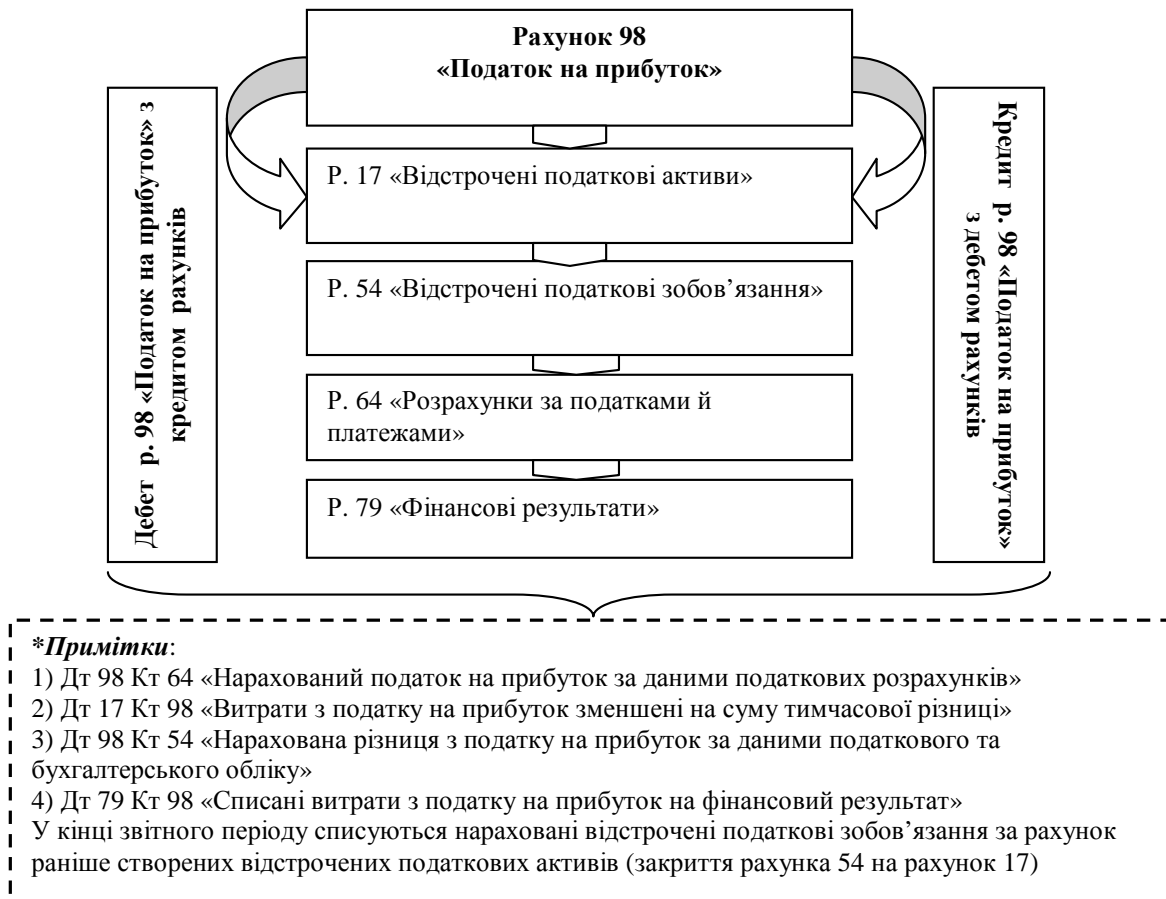 Рахунок 98
«Податок на прибуток»
Дебет р. 98 «Податок на прибуток» з
кредитом рахунків
Р. 17 «Відстрочені податкові активи»
Р. 54 «Відстрочені податкові зобов’язання»
Р. 64 «Розрахунки за податками й
платежами»
Р. 79 «Фінансові результати»
Кредит р. 98 «Податок на прибуток»
з дебетом рахунків
*Примітки:
1) Дт 98 Кт 64 «Нарахований податок на прибуток за даними податкових розрахунків»
2) Дт 17 Кт 98 «Витрати з податку на прибуток зменшені на суму тимчасової різниці»
3) Дт 98 Кт 54 «Нарахована різниця з податку на прибуток за даними податкового та
бухгалтерського обліку»
4) Дт 79 Кт 98 «Списані витрати з податку на прибуток на фінансовий результат»
У кінці звітного періоду списуються нараховані відстрочені податкові зобов’язання за рахунок
раніше створених відстрочених податкових активів (закриття рахунка 54 на рахунок 17)